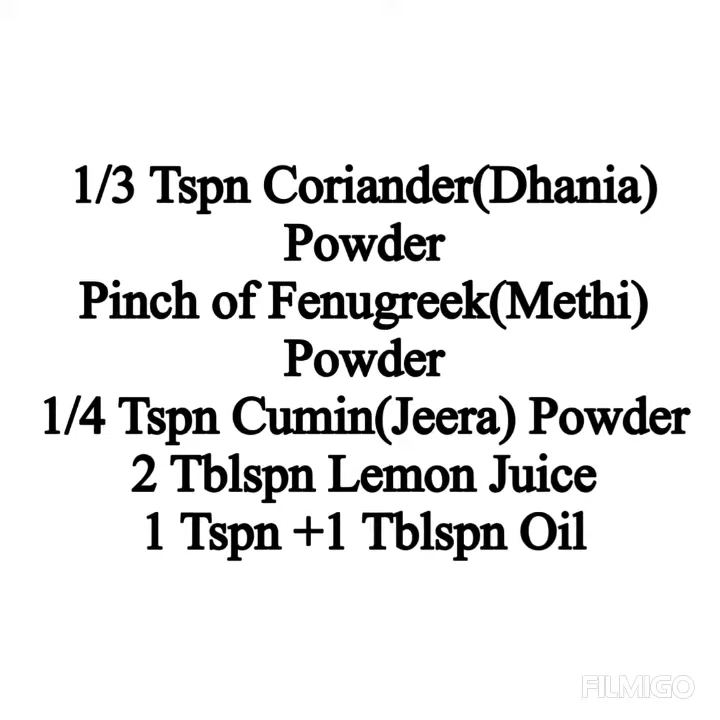 1/3 Tspn Coriander(Dhania)
Powder
Pinch of Fenugreek(Methi)
Powder
1/4 Tspn Cumin(Jeera) Powder
2 Tblspn Lemon Juice
1 Tspn +1 Tblspn Oil
FILMIGO